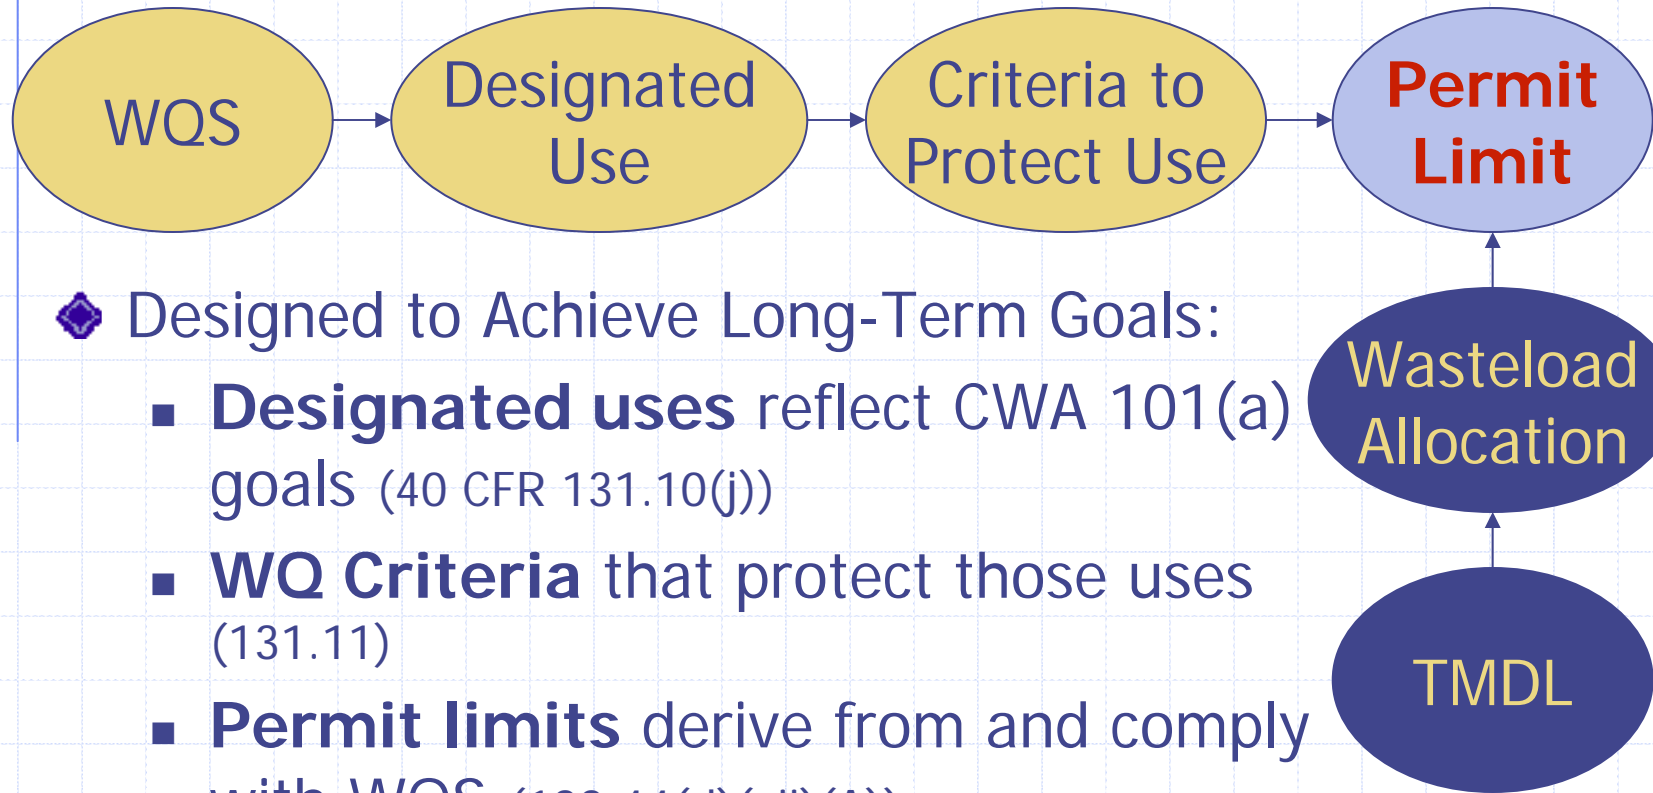 WQS
Designated
Use
Criteria to
Protect Use
Permit
Limit
Designed to Achieve Long-Term Goals:
Designated uses reflect CWA 101(a)
goals (40 CFR 131.10(j))
WQ Criteria that protect those uses
(131.11)
Permit limits derive from and comply
with WQS
Wasteload
Allocation
TMDL